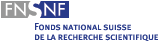 FNSNF
FONDS NATIONAL SUISSE
DE LA RECHERCHE SCIENTIFIQUE